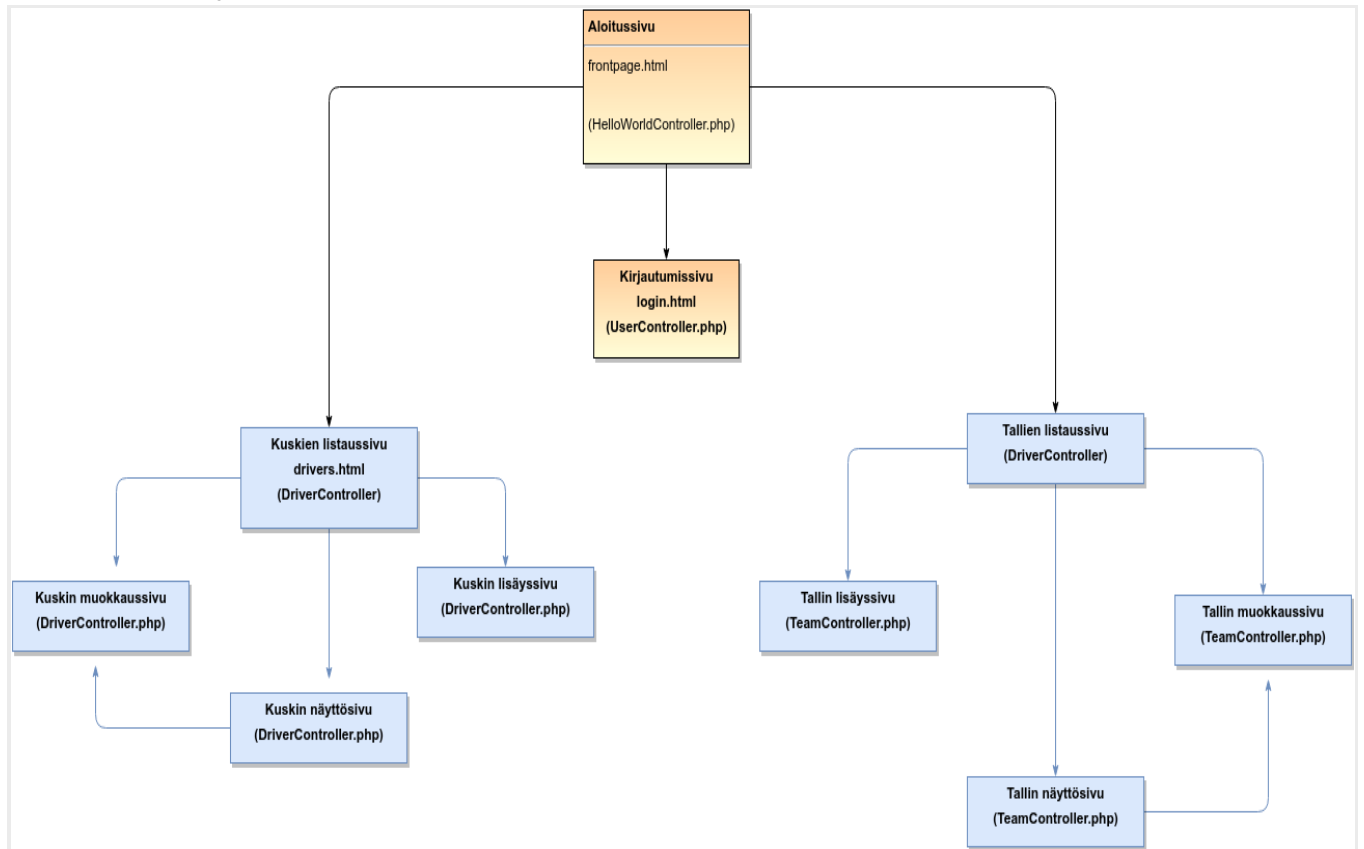 Aloitussivu
frontpage.html
(HelloWorldController.php)
Kirjautumissivu
login.html
(UserController.php)
Kuskien listaussivu
drivers.html
(DriverController)
Tallien listaussivu
(DriverController)
Kuskin muokkaussivu
(DriverController.php)
Kuskin lisäyssivu
(DriverController.php)
Tallin lisäyssivu
(TeamController.php)
Tallin muokkaussivu
(TeamController.php)
Kuskin näyttösivu
(DriverController.php)
Tallin näyttösivu
(TeamController.php)